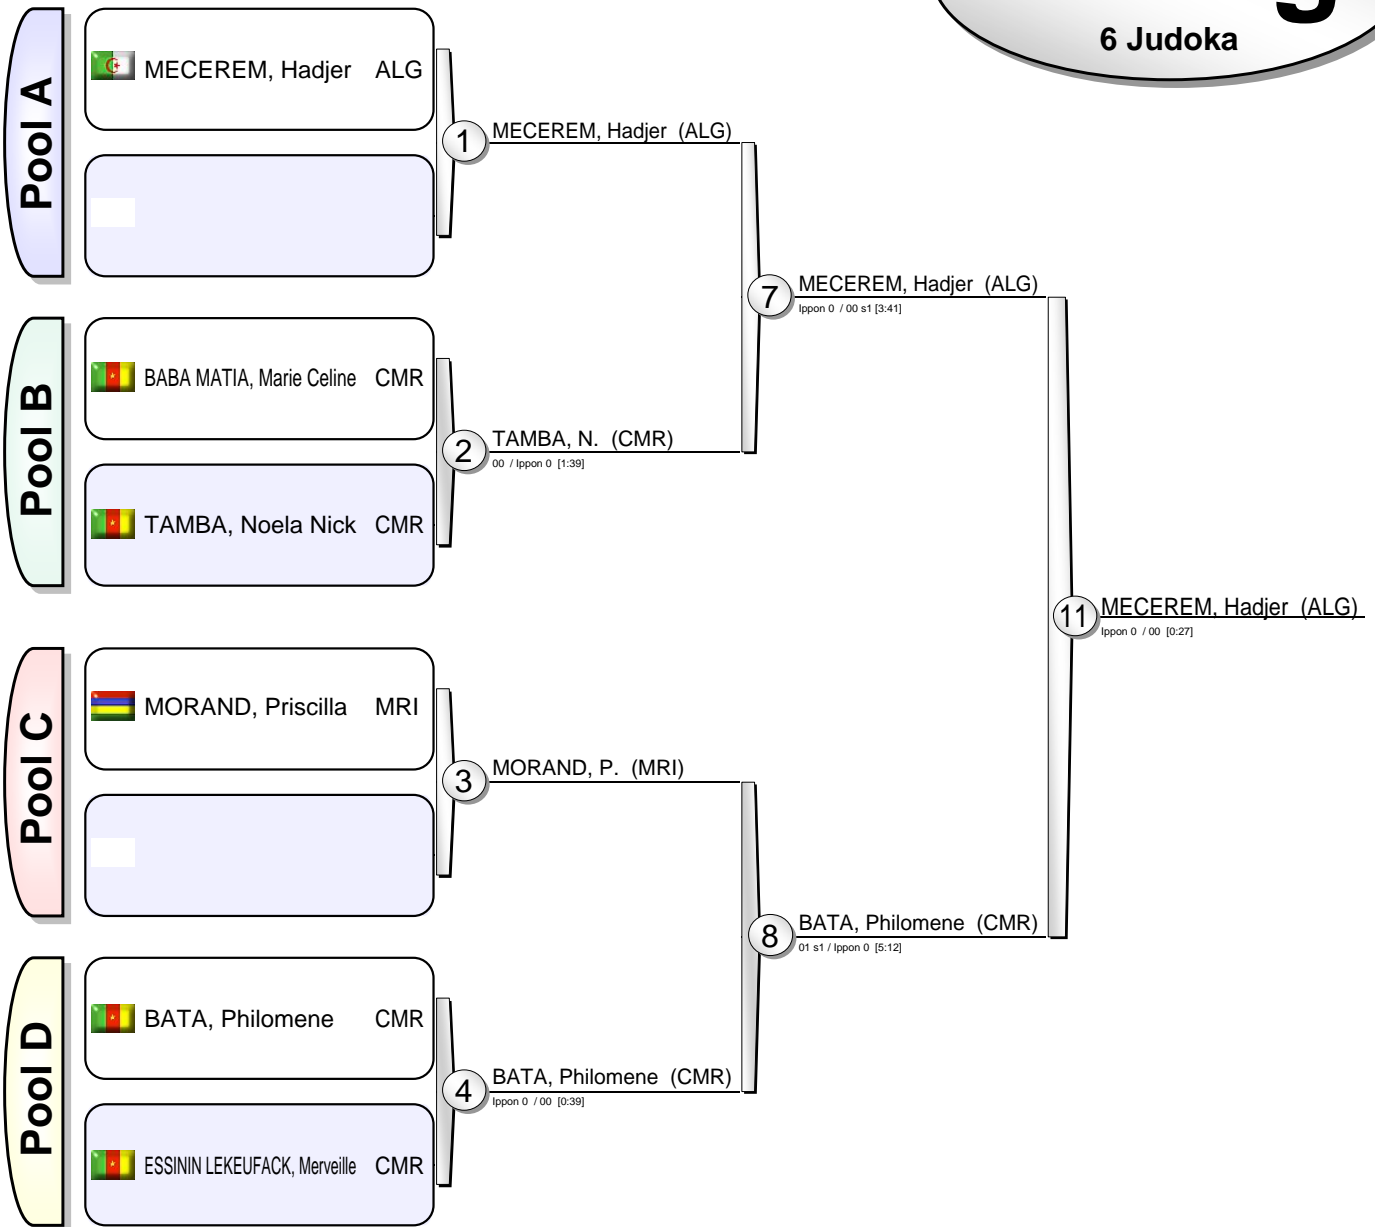 6 Judoka
Pool A
MECEREM, Hadjer ALG
1
MECEREM, Hadjer (ALG)
7
MECEREM, Hadjer (ALG)
Ippon 0 / 00 s1 [3:41]
Pool B
BABA MATIA, Marie Celine CMR
2
TAMBA, N. (CMR)
00 / Ippon 0 [1:39]
TAMBA, Noela Nick CMR
11
MECEREM, Hadjer (ALG)
Ippon 0 / 00 [0:27]
Pool C
MORAND, Priscilla MRI
3
MORAND, P. (MRI)
8
BATA, Philomene (CMR)
01 s1 / Ippon 0 [5:12]
Pool D
BATA, Philomene CMR
4
BATA, Philomene (CMR)
Ippon 0 / 00 [0:39]
ESSININ LEKEUFACK, Merveille CMR